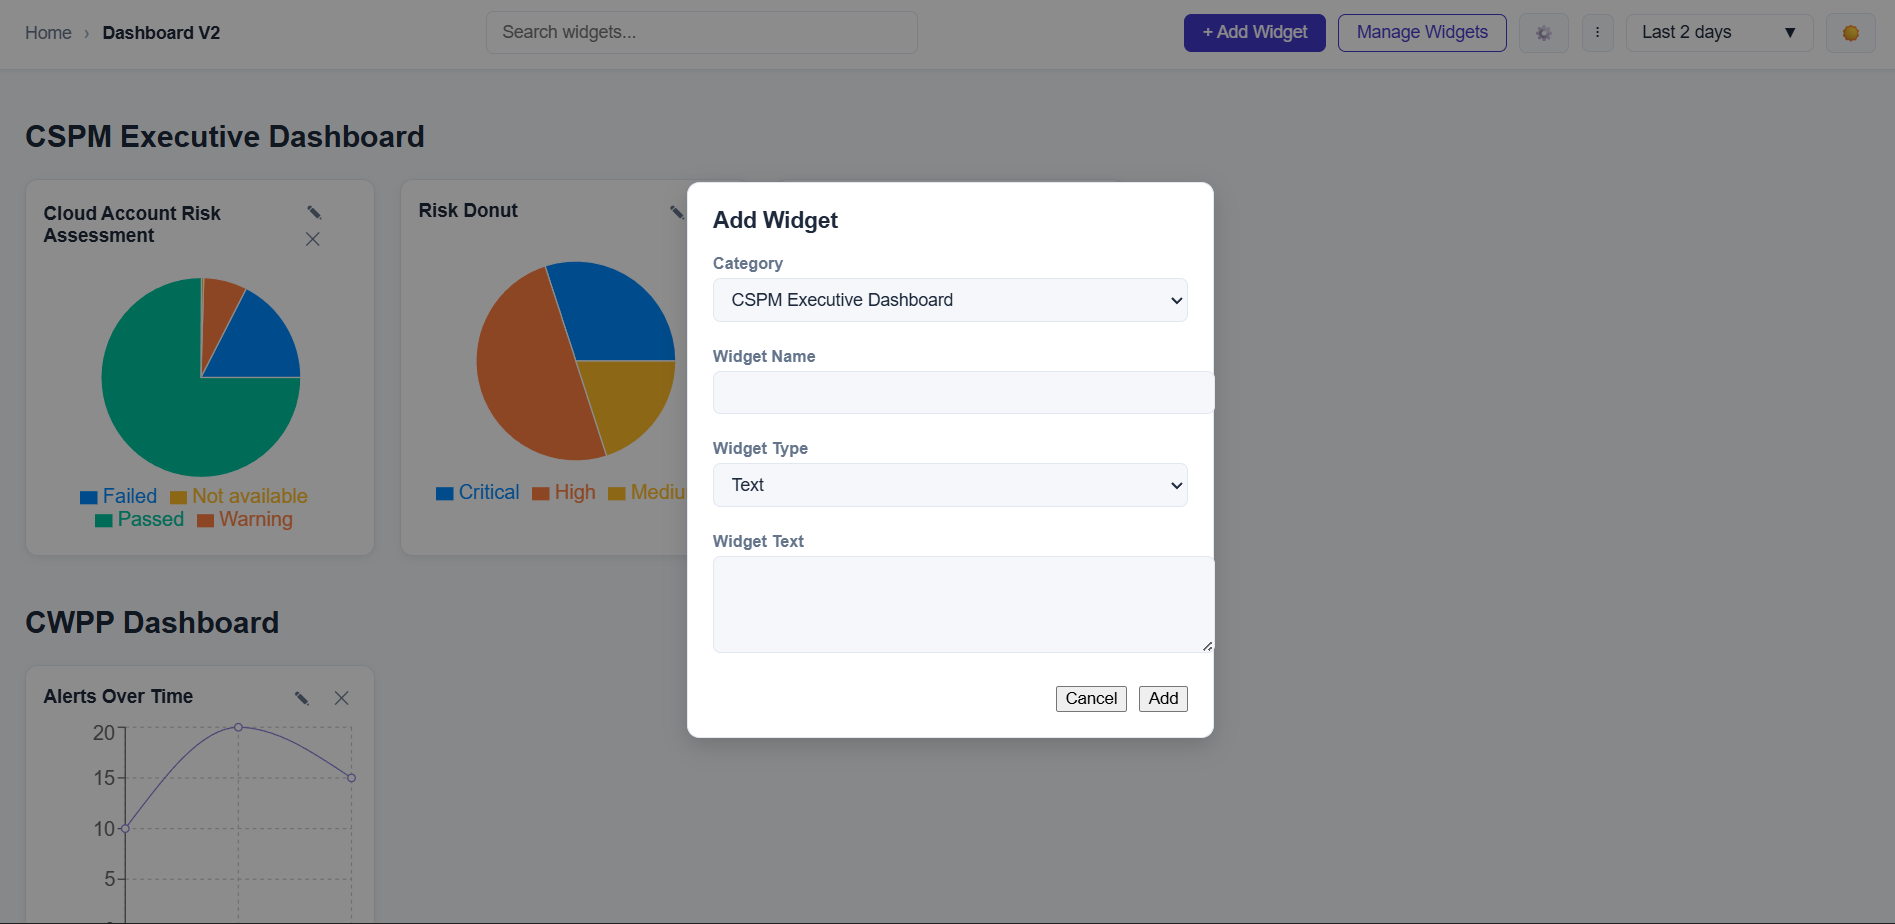 Home › Dashboard V2
Search widgets...
+ Add Widget
Manage Widgets
Last 2 days
CSPM Executive Dashboard
Cloud Account Risk
Assessment
Failed Not available
Passed Warning
Risk Donut
Critical High Mediu
Add Widget
Category
CSPM Executive Dashboard
Widget Name
Widget Type
Text
Widget Text
Cancel Add
CWPP Dashboard
Alerts Over Time
20
15
10
5